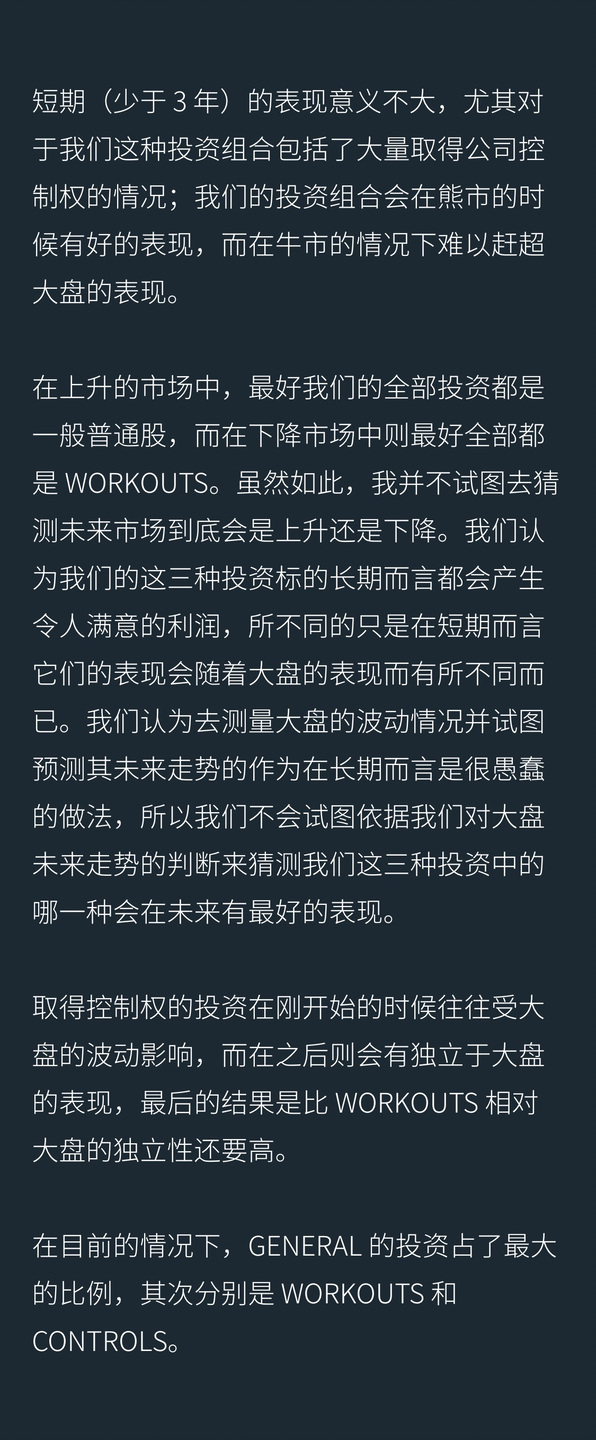 短期（少于 3 年）的表现意义不大，尤其对
于我们这种投资组合包括了大量取得公司控
制权的情况；我们的投资组合会在熊市的时
候有好的表现，而在牛市的情况下难以赶超
大盘的表现。
在上升的市场中，最好我们的全部投资都是
一般普通股，而在下降市场中则最好全部都
是 WORKOUTS。虽然如此，我并不试图去猜
测未来市场到底会是上升还是下降。我们认
为我们的这三种投资标的长期而言都会产生
令人满意的利润，所不同的只是在短期而言
它们的表现会随着大盘的表现而有所不同而
已。我们认为去测量大盘的波动情况并试图
预测其未来走势的作为在长期而言是很愚蠢
的做法，所以我们不会试图依据我们对大盘
未来走势的判断来猜测我们这三种投资中的
哪一种会在未来有最好的表现。
取得控制权的投资在刚开始的时候往往受大
盘的波动影响，而在之后则会有独立于大盘
的表现，最后的结果是比 WORKOUTS 相对
大盘的独立性还要高。
在目前的情况下，GENERAL 的投资占了最大
的比例，其次分别是 WORKOUTS 和
CONTROLS。